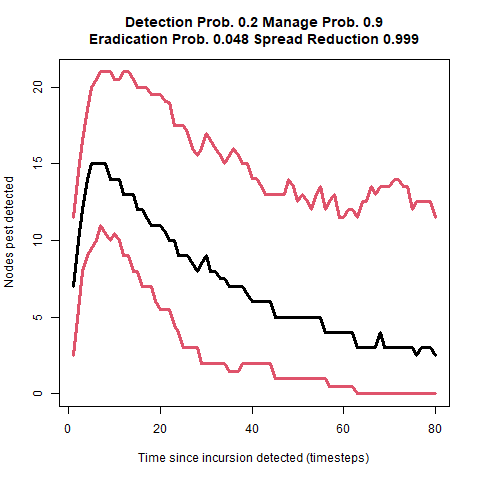 Detection Prob. 0.2 Manage Prob. 0.9
Eradication Prob. 0.048 Spread Reduction 0.999
20
15
10
5
0
Nodes pest detected
0 20 40 60 80
Time since incursion detected (timesteps)